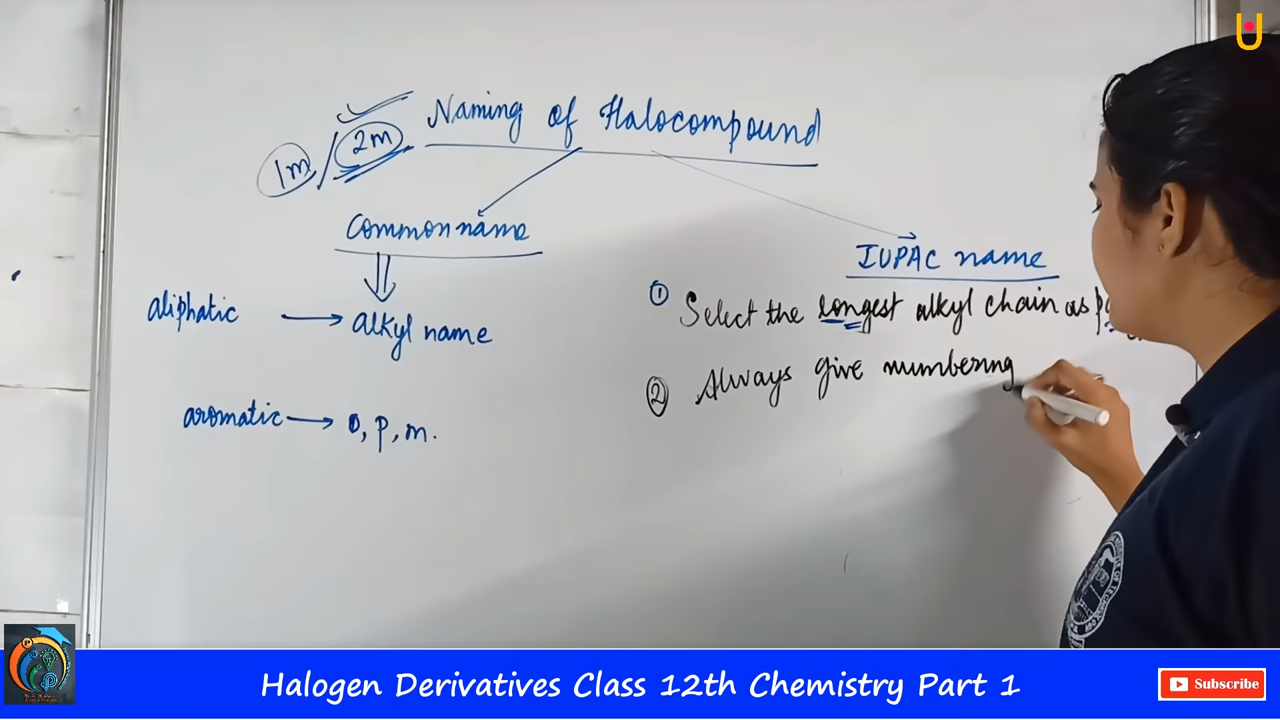 Naming of Halocompound
1m / 2m
Common name
aliphatic → alkyl name
aromatic → o, p, m.
IUPAC name
① Select the longest alkyl chain as
② Always give numbering
Halogen Derivatives Class 12th Chemistry Part 1
Subscribe